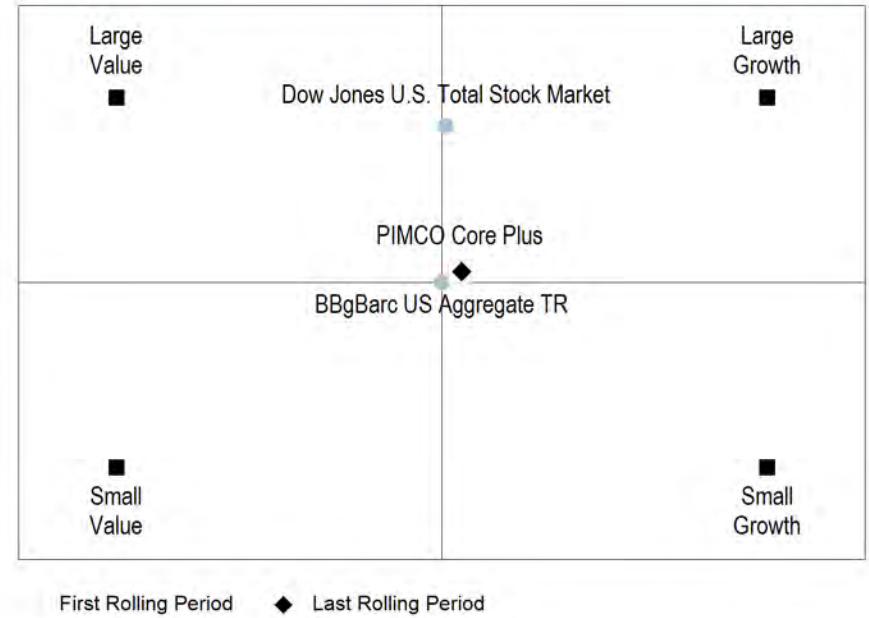 Large
Value
Large
Growth
Dow Jones U.S. Total Stock Market
PIMCO Core Plus
BBgBarc US Aggregate TR
Small
Value
Small
Growth
First Rolling Period
Last Rolling Period